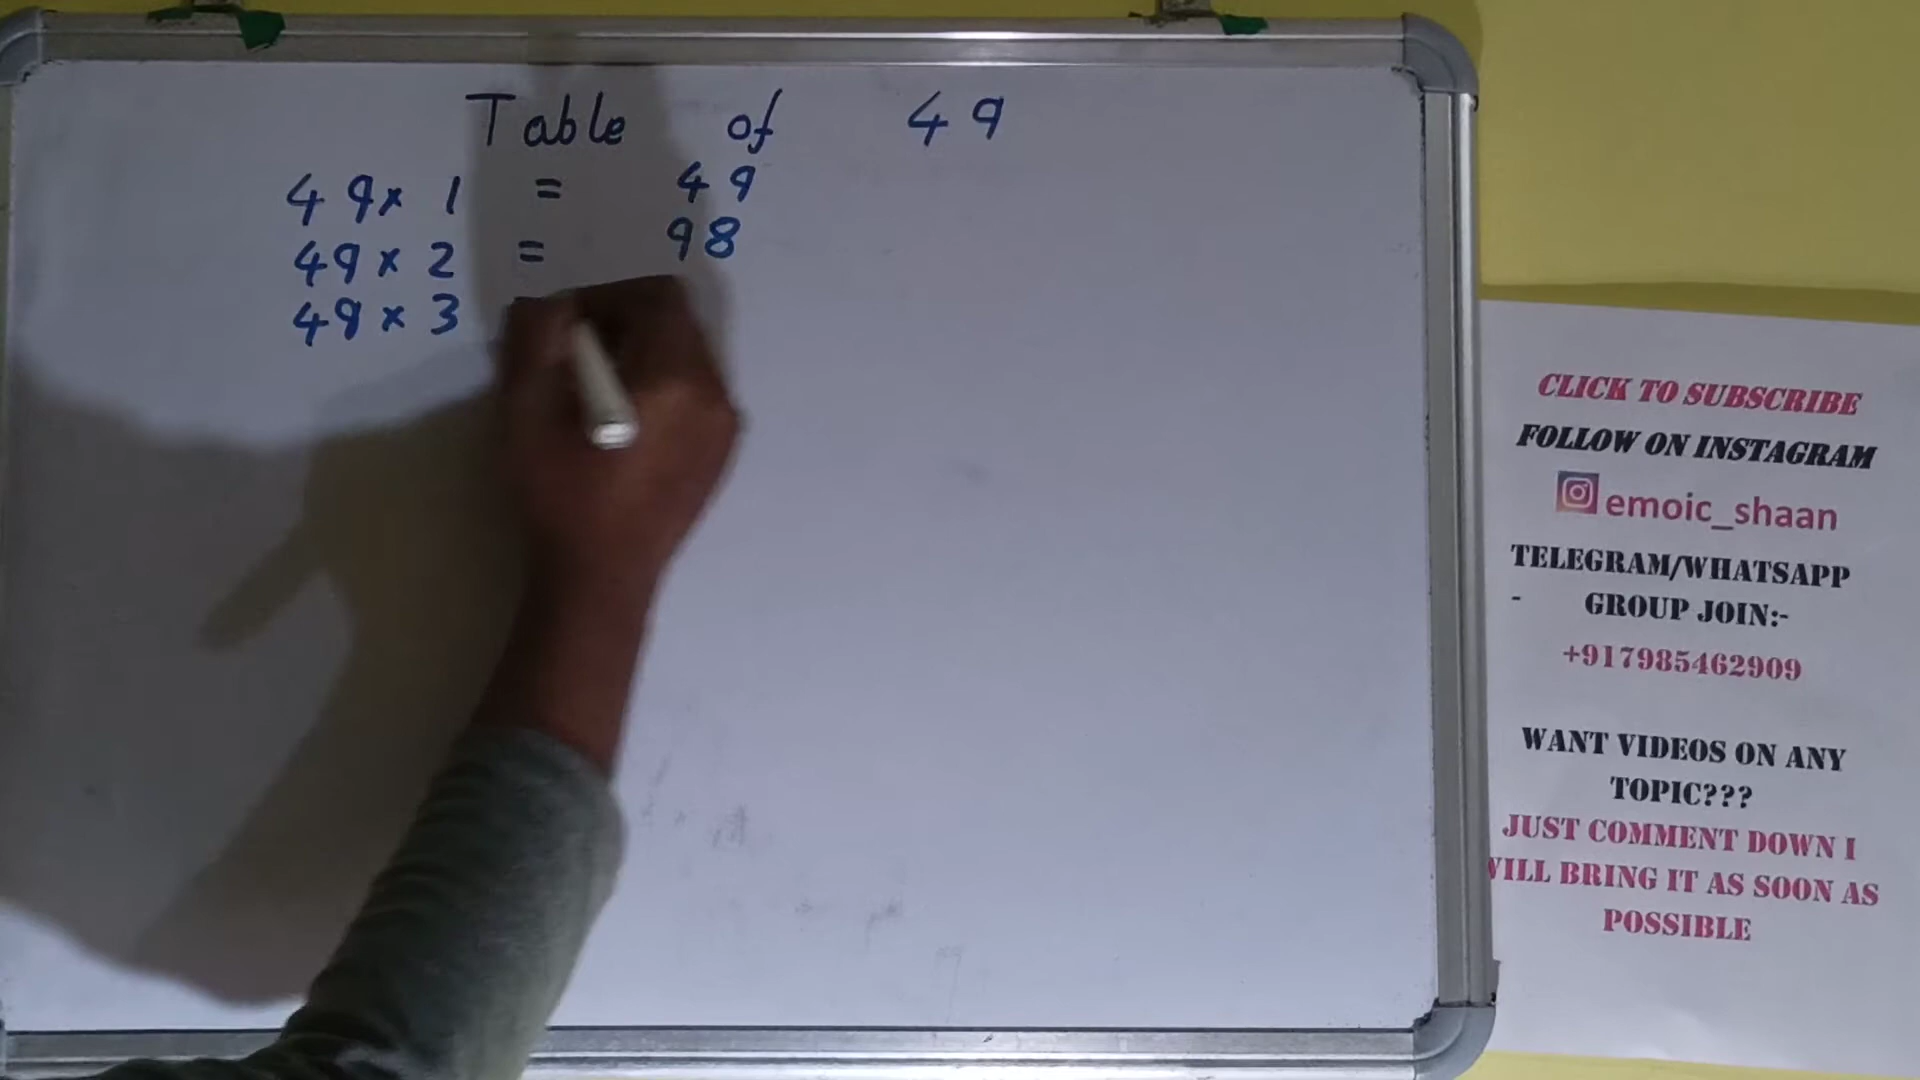 Table of 49
49 x 1 = 49
49 x 2 = 98
49 x 3
CLICK TO SUBSCRIBE
FOLLOW ON INSTAGRAM
emoic_shaan
TELEGRAM/WHATSAPP
- GROUP JOIN:-
+917985462909
WANT VIDEOS ON ANY
TOPIC???
JUST COMMENT DOWN I
WILL BRING IT AS SOON AS
POSSIBLE